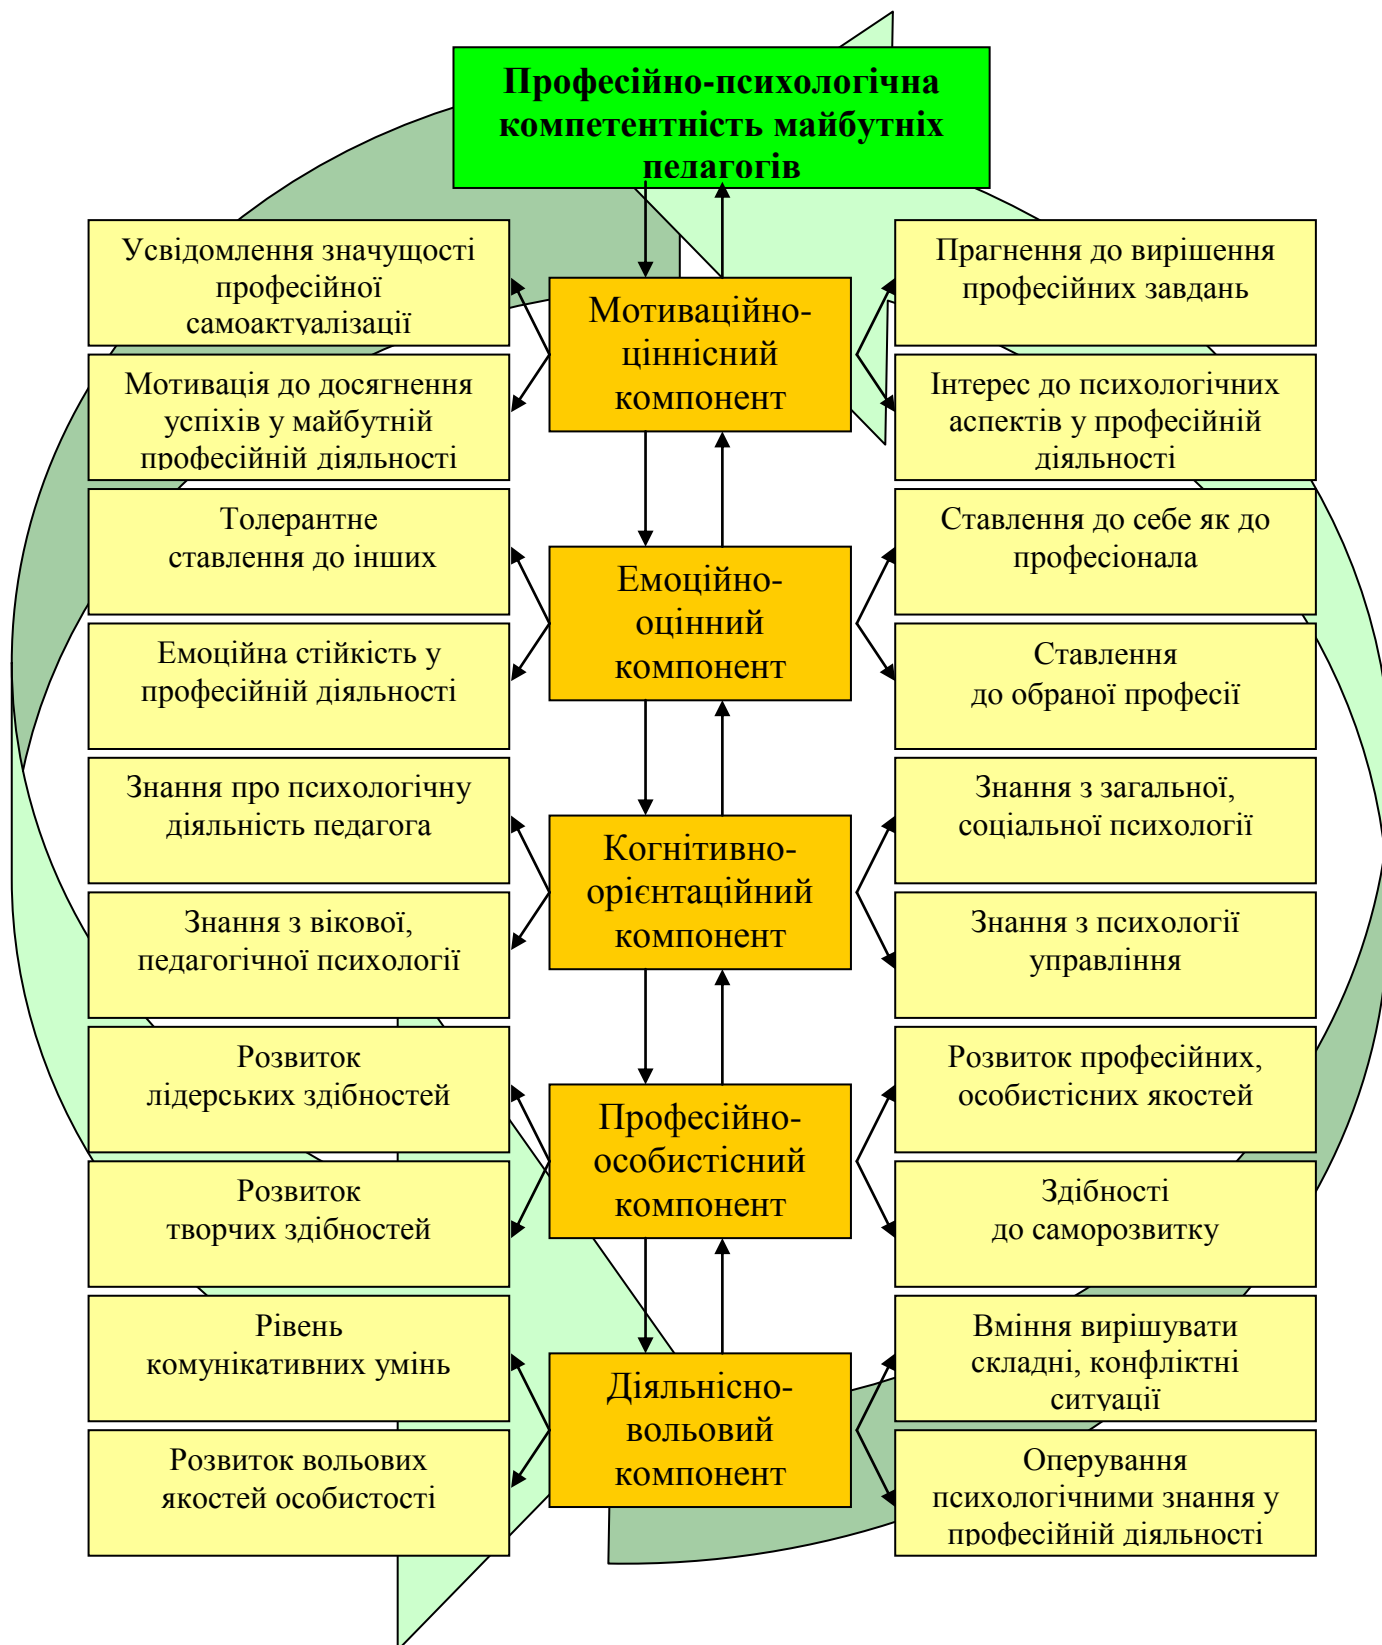 Професійно-психологічна
компетентність майбутніх
педагогів
Усвідомлення значущості
професійної
самоактуалізації
Мотиваційно-
ціннісний
компонент
Прагнення до вирішення
професійних завдань
Мотивація до досягнення
успіхів у майбутній
професійній діяльності
Інтерес до психологічних
аспектів у професійній
діяльності
Толерантне
ставлення до інших
Емоційно-
оцінний
компонент
Ставлення до себе як до
професіонала
Емоційна стійкість у
професійній діяльності
Ставлення
до обраної професії
Знання про психологічну
діяльність педагога
Когнітивно-
орієнтаційний
компонент
Знання з загальної,
соціальної психології
Знання з вікової,
педагогічної психології
Знання з психології
управління
Розвиток
лідерських здібностей
Професійно-
особистісний
компонент
Розвиток професійних,
особистісних якостей
Розвиток
творчих здібностей
Здібності
до саморозвитку
Рівень
комунікативних умінь
Діяльнісно-
вольовий
компонент
Вміння вирішувати
складні, конфліктні
ситуації
Розвиток вольових
якостей особистості
Оперування
психологічними знання у
професійній діяльності